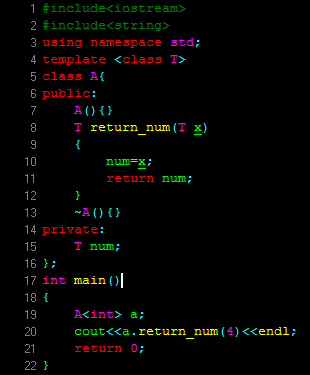 1 #include<iostream>
2 #include<string>
3 using namespace std;
4 template <class T>
5 class A{
6 public:
7     A(){}
8     T return_num(T x)
9     {
10         num=x;
11         return num;
12     }
13     ~A(){}
14 private:
15     T num;
16 };
17 int main()
18 {
19     A<int> a;
20     cout<<a.return_num(4)<<endl;
21     return 0;
22 }